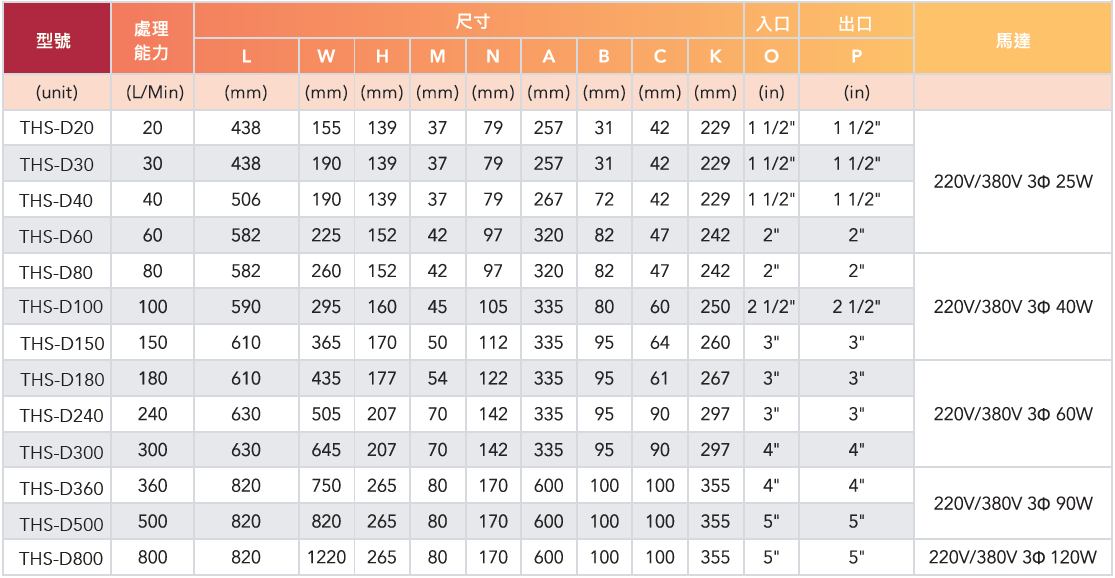 型號 處理能力 尺寸 入口 出口 馬達
L W H M N A B C K O P
(unit) (L/Min) (mm) (mm) (mm) (mm) (mm) (mm) (mm) (mm) (mm) (in) (in)
THS-D20 20 438 155 139 37 79 257 31 42 229 1 1/2" 1 1/2"
THS-D30 30 438 190 139 37 79 257 31 42 229 1 1/2" 1 1/2"
220V/380V 3Φ 25W
THS-D40 40 506 190 139 37 79 267 72 42 229 1 1/2" 1 1/2"
THS-D60 60 582 225 152 42 97 320 82 47 242 2" 2"
THS-D80 80 582 260 152 42 97 320 82 47 242 2" 2"
THS-D100 100 590 295 160 45 105 335 80 60 250 2 1/2" 2 1/2" 220V/380V 3Φ 40W
THS-D150 150 610 365 170 50 112 335 95 64 260 3" 3"
THS-D180 180 610 435 177 54 122 335 95 61 267 3" 3"
THS-D240 240 630 505 207 70 142 335 95 90 297 3" 3" 220V/380V 3Φ 60W
THS-D300 300 630 645 207 70 142 335 95 90 297 4" 4"
THS-D360 360 820 750 265 80 170 600 100 100 355 4" 4"
220V/380V 3Φ 90W
THS-D500 500 820 820 265 80 170 600 100 100 355 5" 5"
THS-D800 800 820 1220 265 80 170 600 100 100 355 5" 5" 220V/380V 3Φ 120W